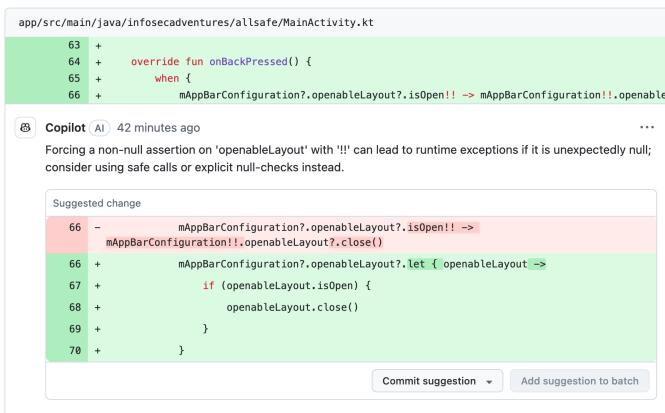 app/src/main/java/infosecadventures/allsafe/MainActivity.kt
63 +
64 + override fun onBackPressed() {
65 + when {
66 + mAppBarConfiguration?.openableLayout?.isOpen!! -> mAppBarConfiguration!!.openable
Copilot AI 42 minutes ago
Forcing a non-null assertion on 'openableLayout' with '!!' can lead to runtime exceptions if it is unexpectedly null;
consider using safe calls or explicit null-checks instead.
Suggested change
66 - mAppBarConfiguration?.openableLayout?.isOpen!! ->
mAppBarConfiguration!!.openableLayout?.close()
66 + mAppBarConfiguration?.openableLayout?.let { openableLayout ->
67 + if (openableLayout.isOpen) {
68 + openableLayout.close()
69 + }
70 + }
Commit suggestion Add suggestion to batch